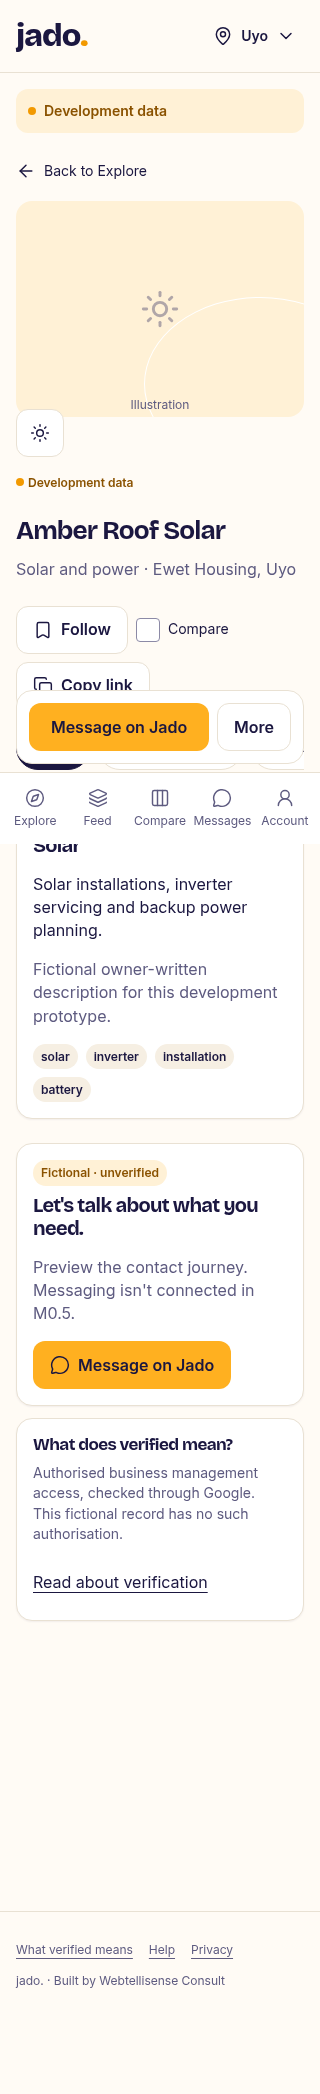 jado.
Uyo
Development data
Back to Explore
Illustration
Development data
Amber Roof Solar
Solar and power · Ewet Housing, Uyo
Follow
Compare
Copy link
Message on Jado
More
Explore
Feed
Compare
Messages
Account
Solar
Solar installations, inverter
servicing and backup power
planning.
Fictional owner-written
description for this development
prototype.
solar
inverter
installation
battery
Fictional · unverified
Let's talk about what you
need.
Preview the contact journey.
Messaging isn't connected in
M0.5.
Message on Jado
What does verified mean?
Authorised business management
access, checked through Google.
This fictional record has no such
authorisation.
Read about verification
What verified means
Help
Privacy
jado. · Built by Webtellisense Consult